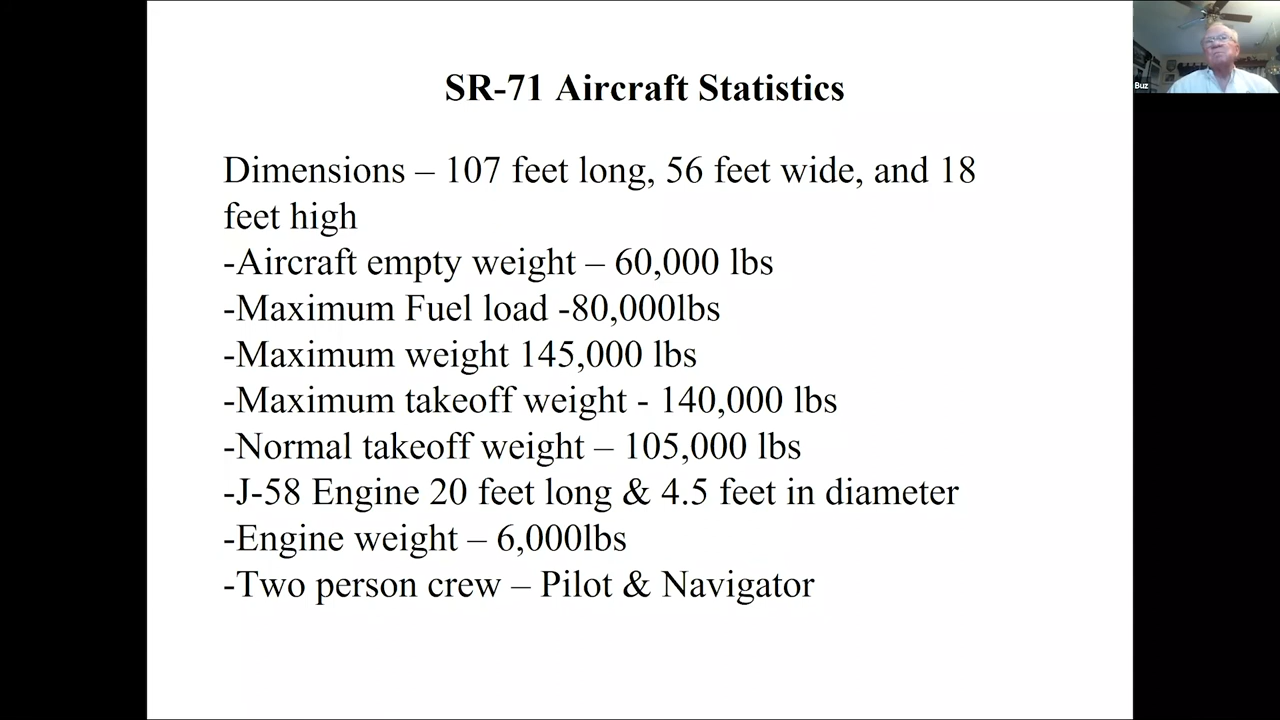 SR-71 Aircraft Statistics
Buz
Dimensions – 107 feet long, 56 feet wide, and 18
feet high
-Aircraft empty weight – 60,000 lbs
-Maximum Fuel load -80,000lbs
-Maximum weight 145,000 lbs
-Maximum takeoff weight - 140,000 lbs
-Normal takeoff weight – 105,000 lbs
-J-58 Engine 20 feet long & 4.5 feet in diameter
-Engine weight – 6,000lbs
-Two person crew – Pilot & Navigator